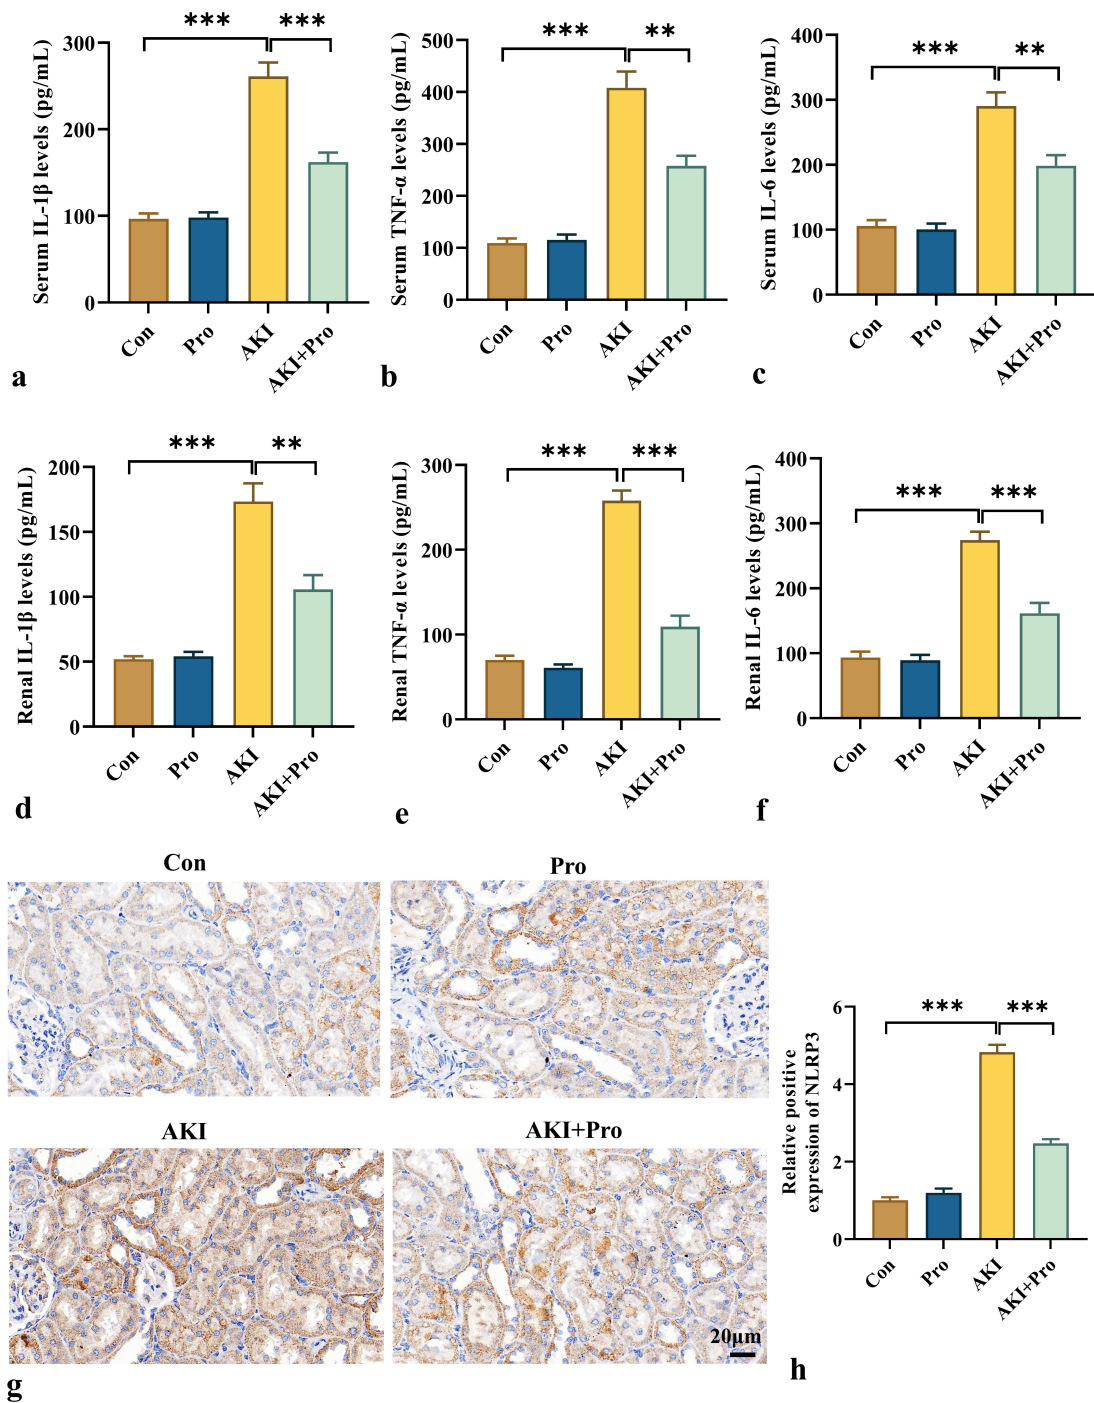 *** ***
Serum IL-1β levels (pg/mL)
300
200
100
0
Con Pro AKI AKI+Pro
a
*** **
Serum TNF-α levels (pg/mL)
500
400
300
200
100
0
Con Pro AKI AKI+Pro
b
*** **
Serum IL-6 levels (pg/mL)
400
300
200
100
0
Con Pro AKI AKI+Pro
c
*** **
Renal IL-1β levels (pg/mL)
200
150
100
50
0
Con Pro AKI AKI+Pro
d
*** ***
Renal TNF-α levels (pg/mL)
300
200
100
0
Con Pro AKI AKI+Pro
e
*** ***
Renal IL-6 levels (pg/mL)
400
300
200
100
0
Con Pro AKI AKI+Pro
f
Con Pro
AKI AKI+Pro
20μm
g
*** ***
Relative positive
expression of NLRP3
6
4
2
0
Con Pro AKI AKI+Pro
h